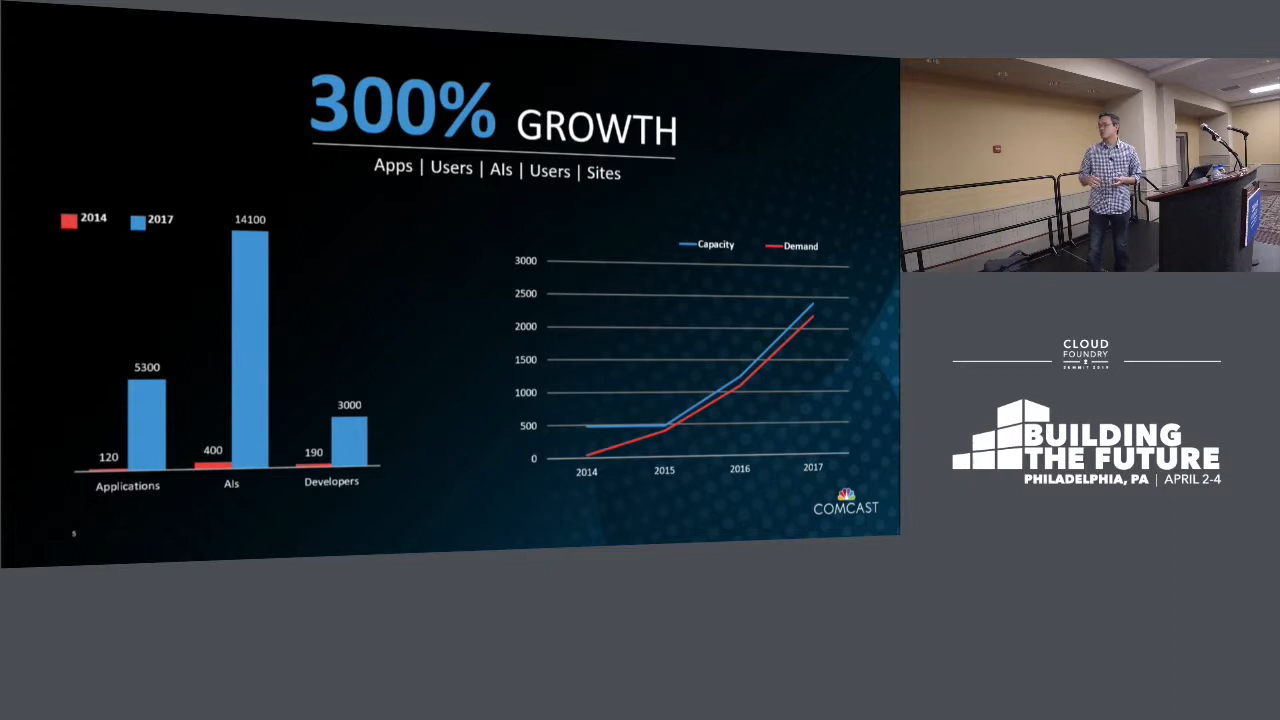 300% GROWTH
Apps | Users | AIs | Users | Sites
2014
2017
14100
5300
3000
120
400
190
Applications
AIs
Developers
Capacity
Demand
3000
2500
2000
1500
1000
500
0
2014
2015
2016
2017
COMCAST
5
CLOUD
FOUNDRY
SUMMIT 2019
BUILDING
THE FUTURE
PHILADELPHIA, PA | APRIL 2-4